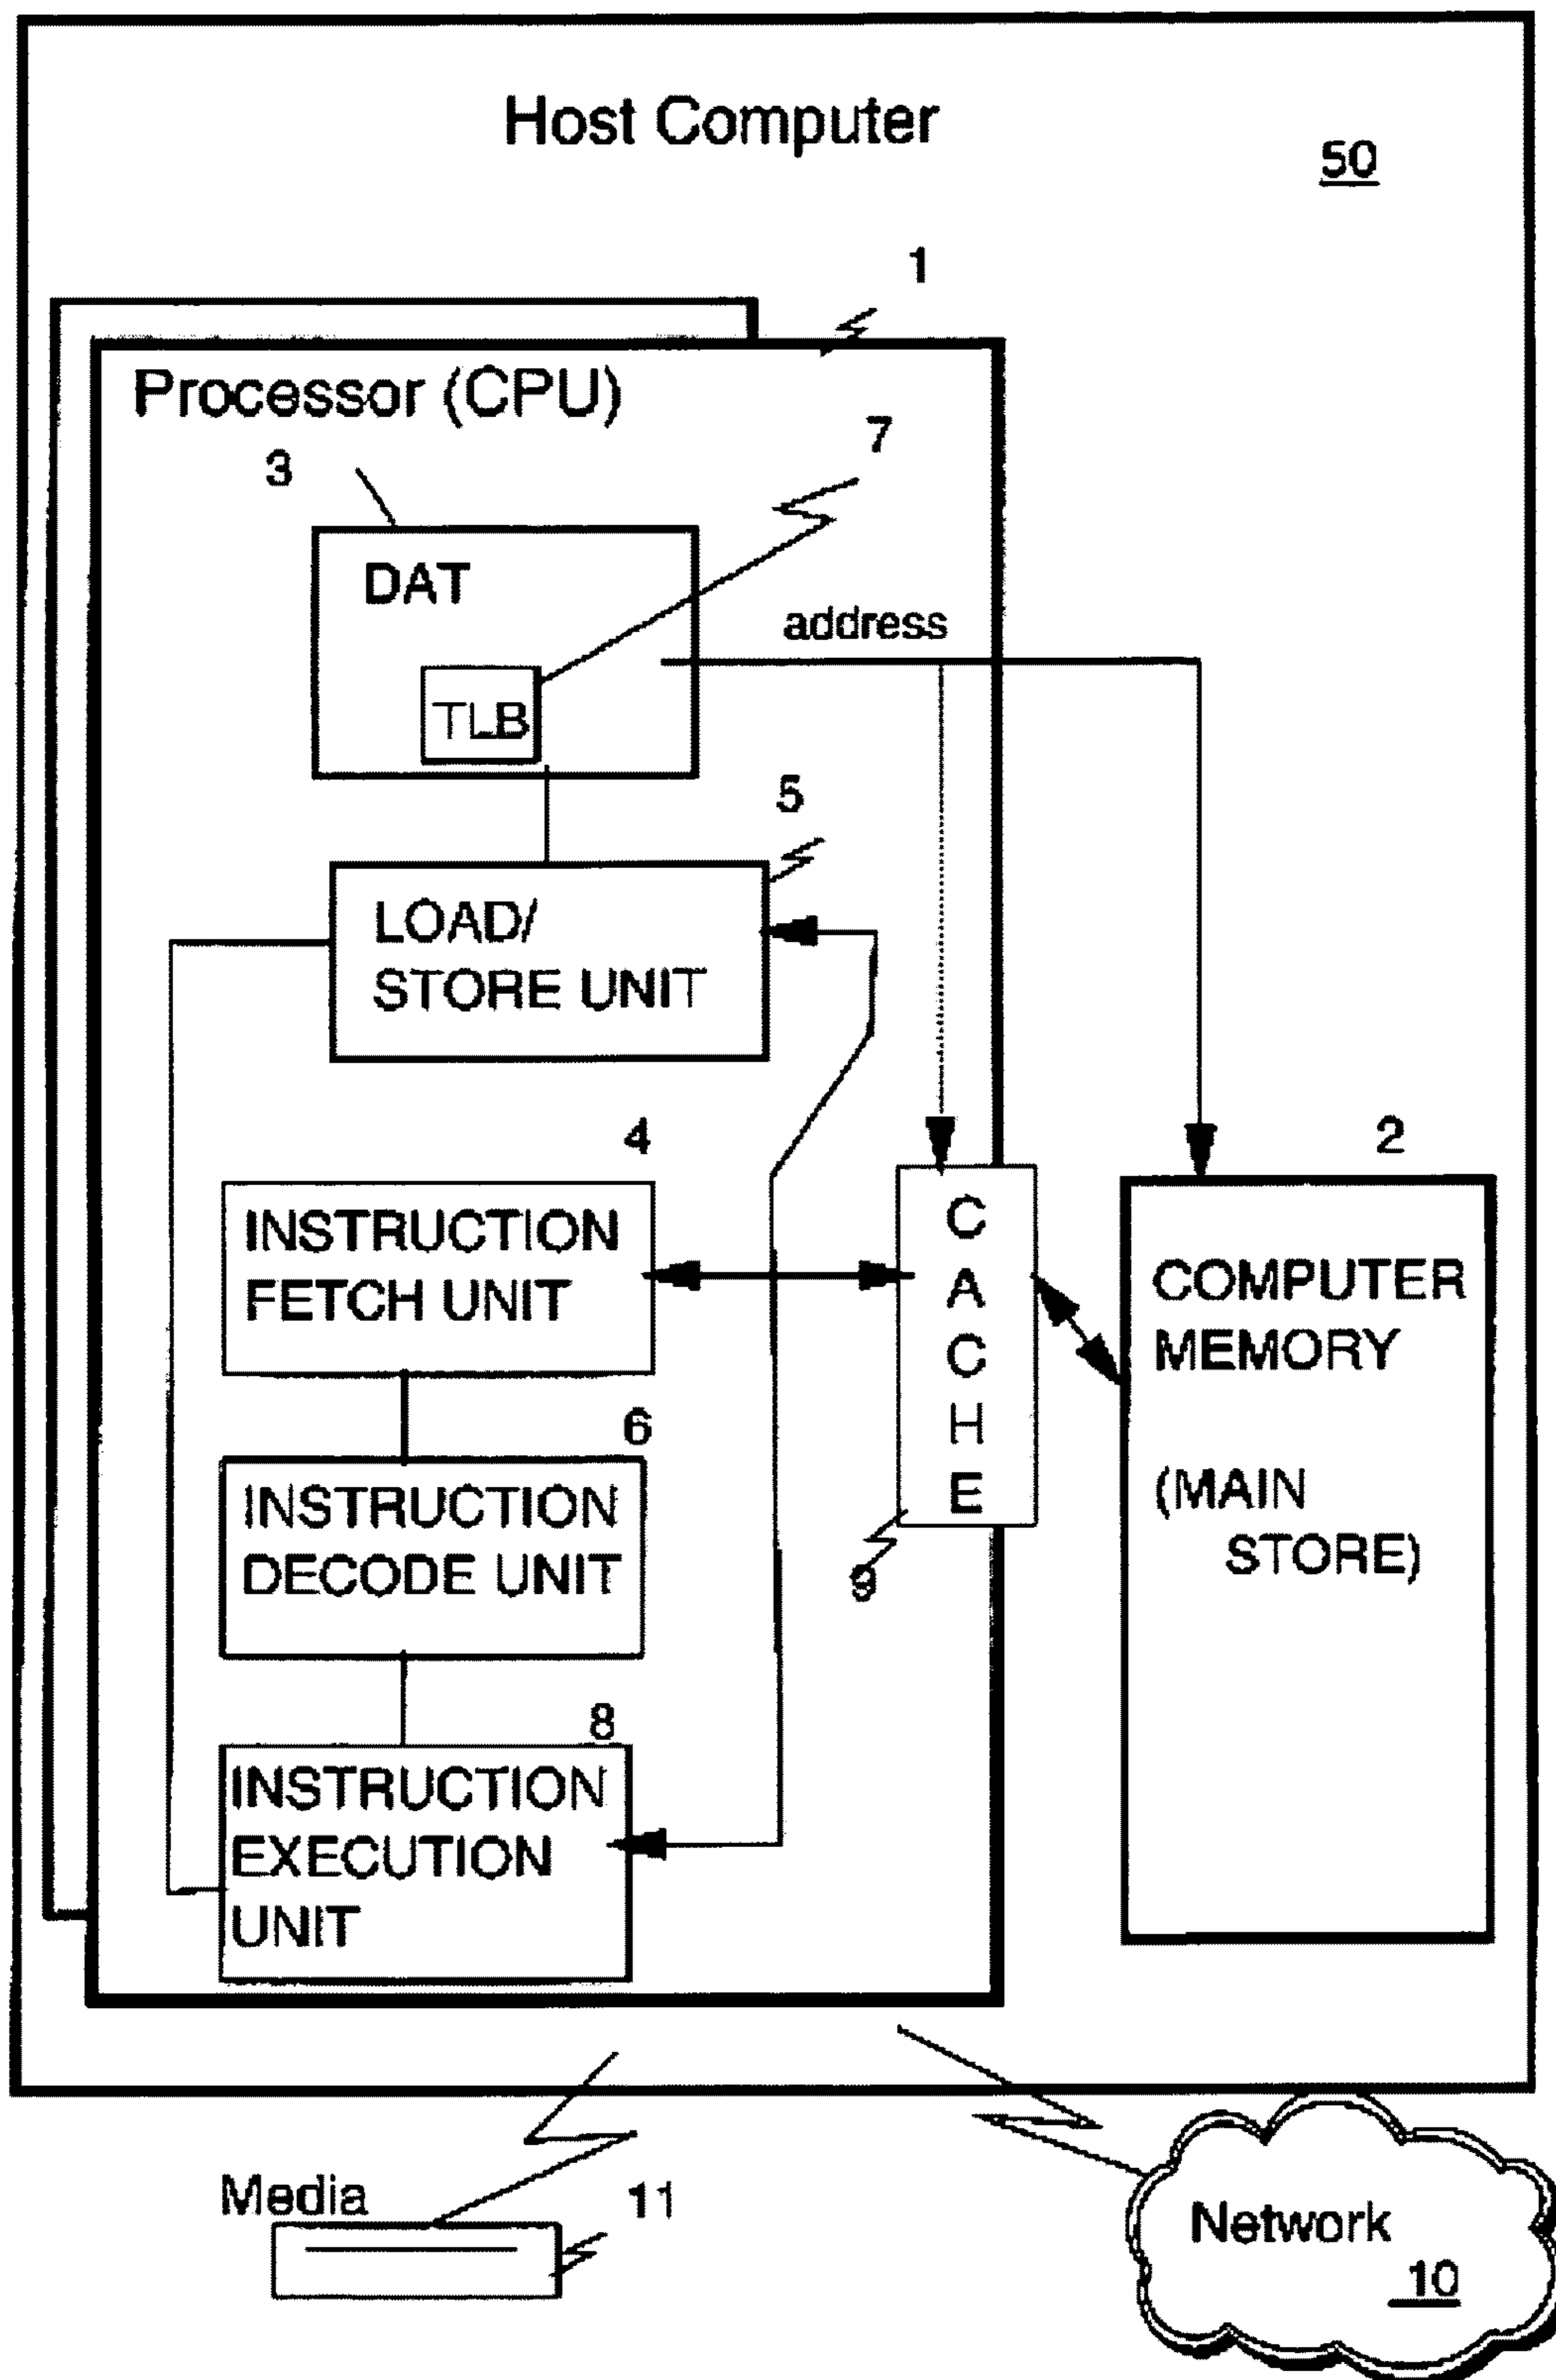 Host Computer
50
1
Processor (CPU)
7
3
DAT
address
TLB
5
LOAD/
STORE UNIT
4
2
INSTRUCTION
FETCH UNIT
C
A
C
H
E
COMPUTER
MEMORY
(MAIN
STORE)
6
INSTRUCTION
DECODE UNIT
9
8
INSTRUCTION
EXECUTION
UNIT
Media
11
Network
10